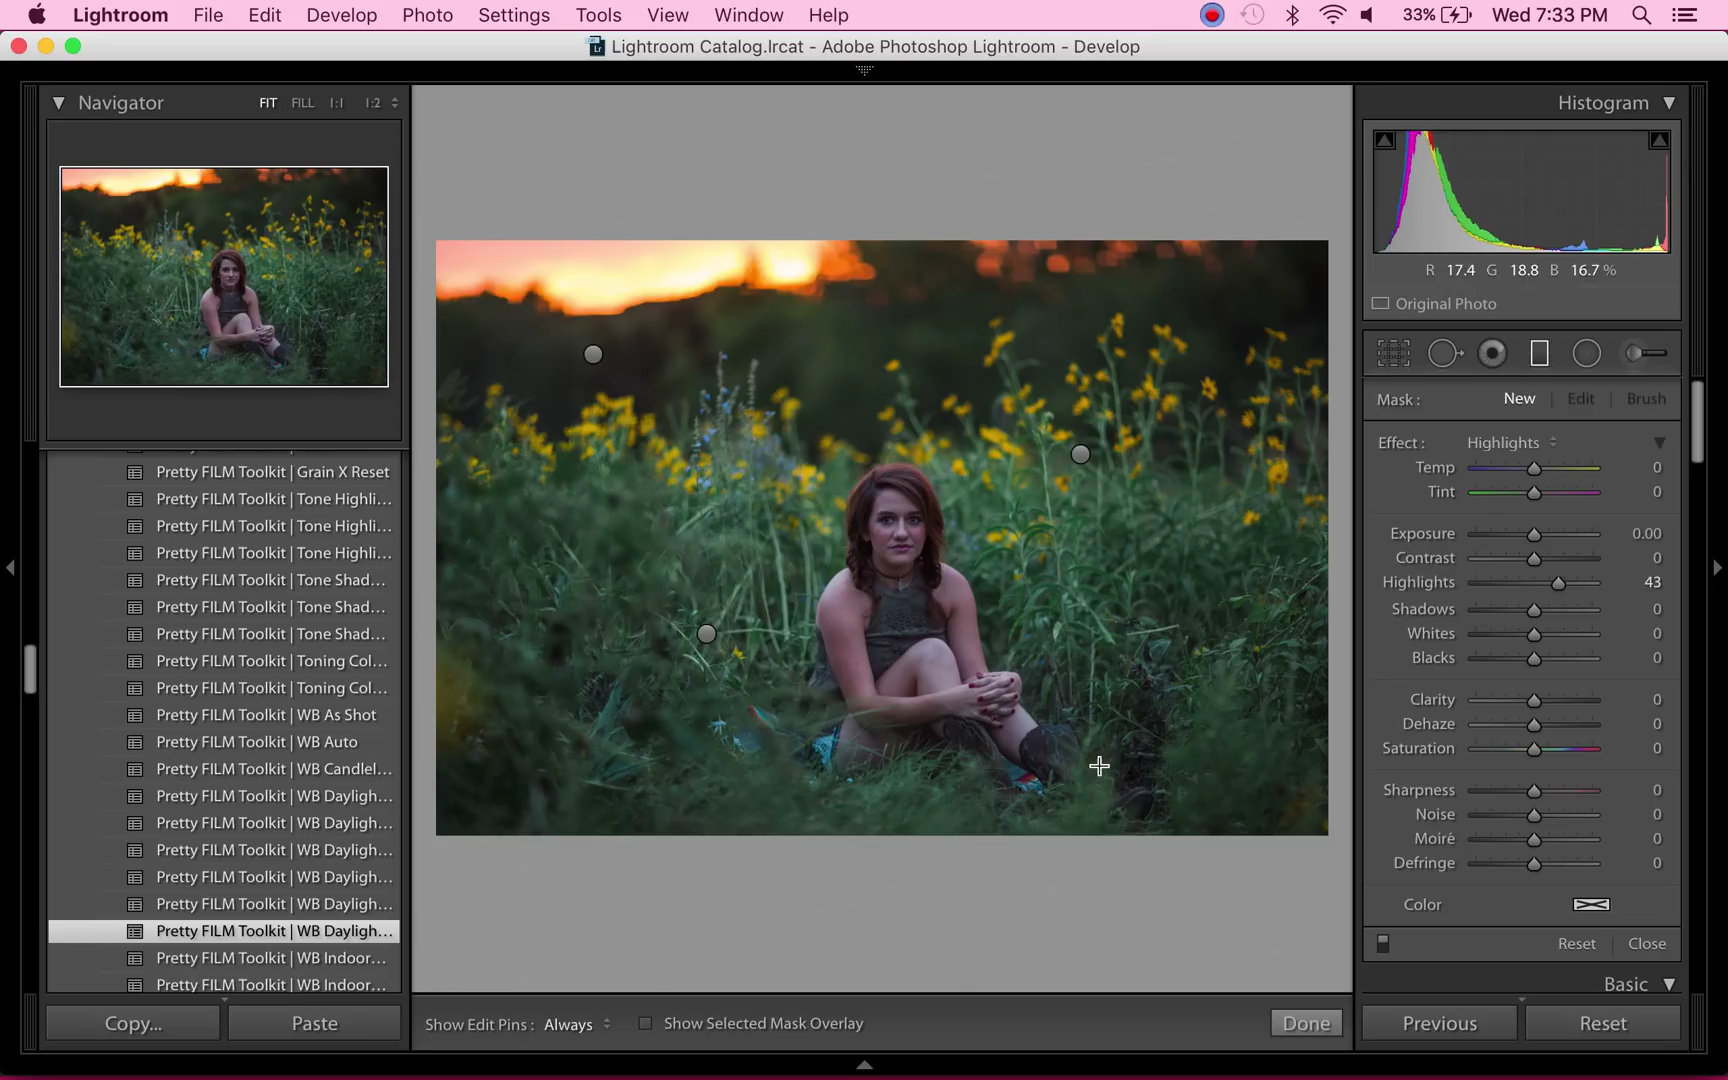 Lightroom File Edit Develop Photo Settings Tools View Window Help 33% Wed 7:33 PM
Lightroom Catalog.lrcat - Adobe Photoshop Lightroom - Develop
Navigator FIT FILL 1:1 1:2
Pretty FILM Toolkit | Grain X Reset
Pretty FILM Toolkit | Tone Highli...
Pretty FILM Toolkit | Tone Highli...
Pretty FILM Toolkit | Tone Highli...
Pretty FILM Toolkit | Tone Shad...
Pretty FILM Toolkit | Tone Shad...
Pretty FILM Toolkit | Tone Shad...
Pretty FILM Toolkit | Toning Col...
Pretty FILM Toolkit | Toning Col...
Pretty FILM Toolkit | WB As Shot
Pretty FILM Toolkit | WB Auto
Pretty FILM Toolkit | WB Candlel...
Pretty FILM Toolkit | WB Dayligh...
Pretty FILM Toolkit | WB Dayligh...
Pretty FILM Toolkit | WB Dayligh...
Pretty FILM Toolkit | WB Dayligh...
Pretty FILM Toolkit | WB Dayligh...
Pretty FILM Toolkit | WB Dayligh...
Pretty FILM Toolkit | WB Indoor...
Pretty FILM Toolkit | WB Indoor...
Copy... Paste
Show Edit Pins : Always Show Selected Mask Overlay Done
Histogram
R 17.4 G 18.8 B 16.7 %
Original Photo
Mask : New Edit Brush
Effect : Highlights
Temp 0
Tint 0
Exposure 0.00
Contrast 0
Highlights 43
Shadows 0
Whites 0
Blacks 0
Clarity 0
Dehaze 0
Saturation 0
Sharpness 0
Noise 0
Moiré 0
Defringe 0
Color
Reset Close
Basic
Previous Reset